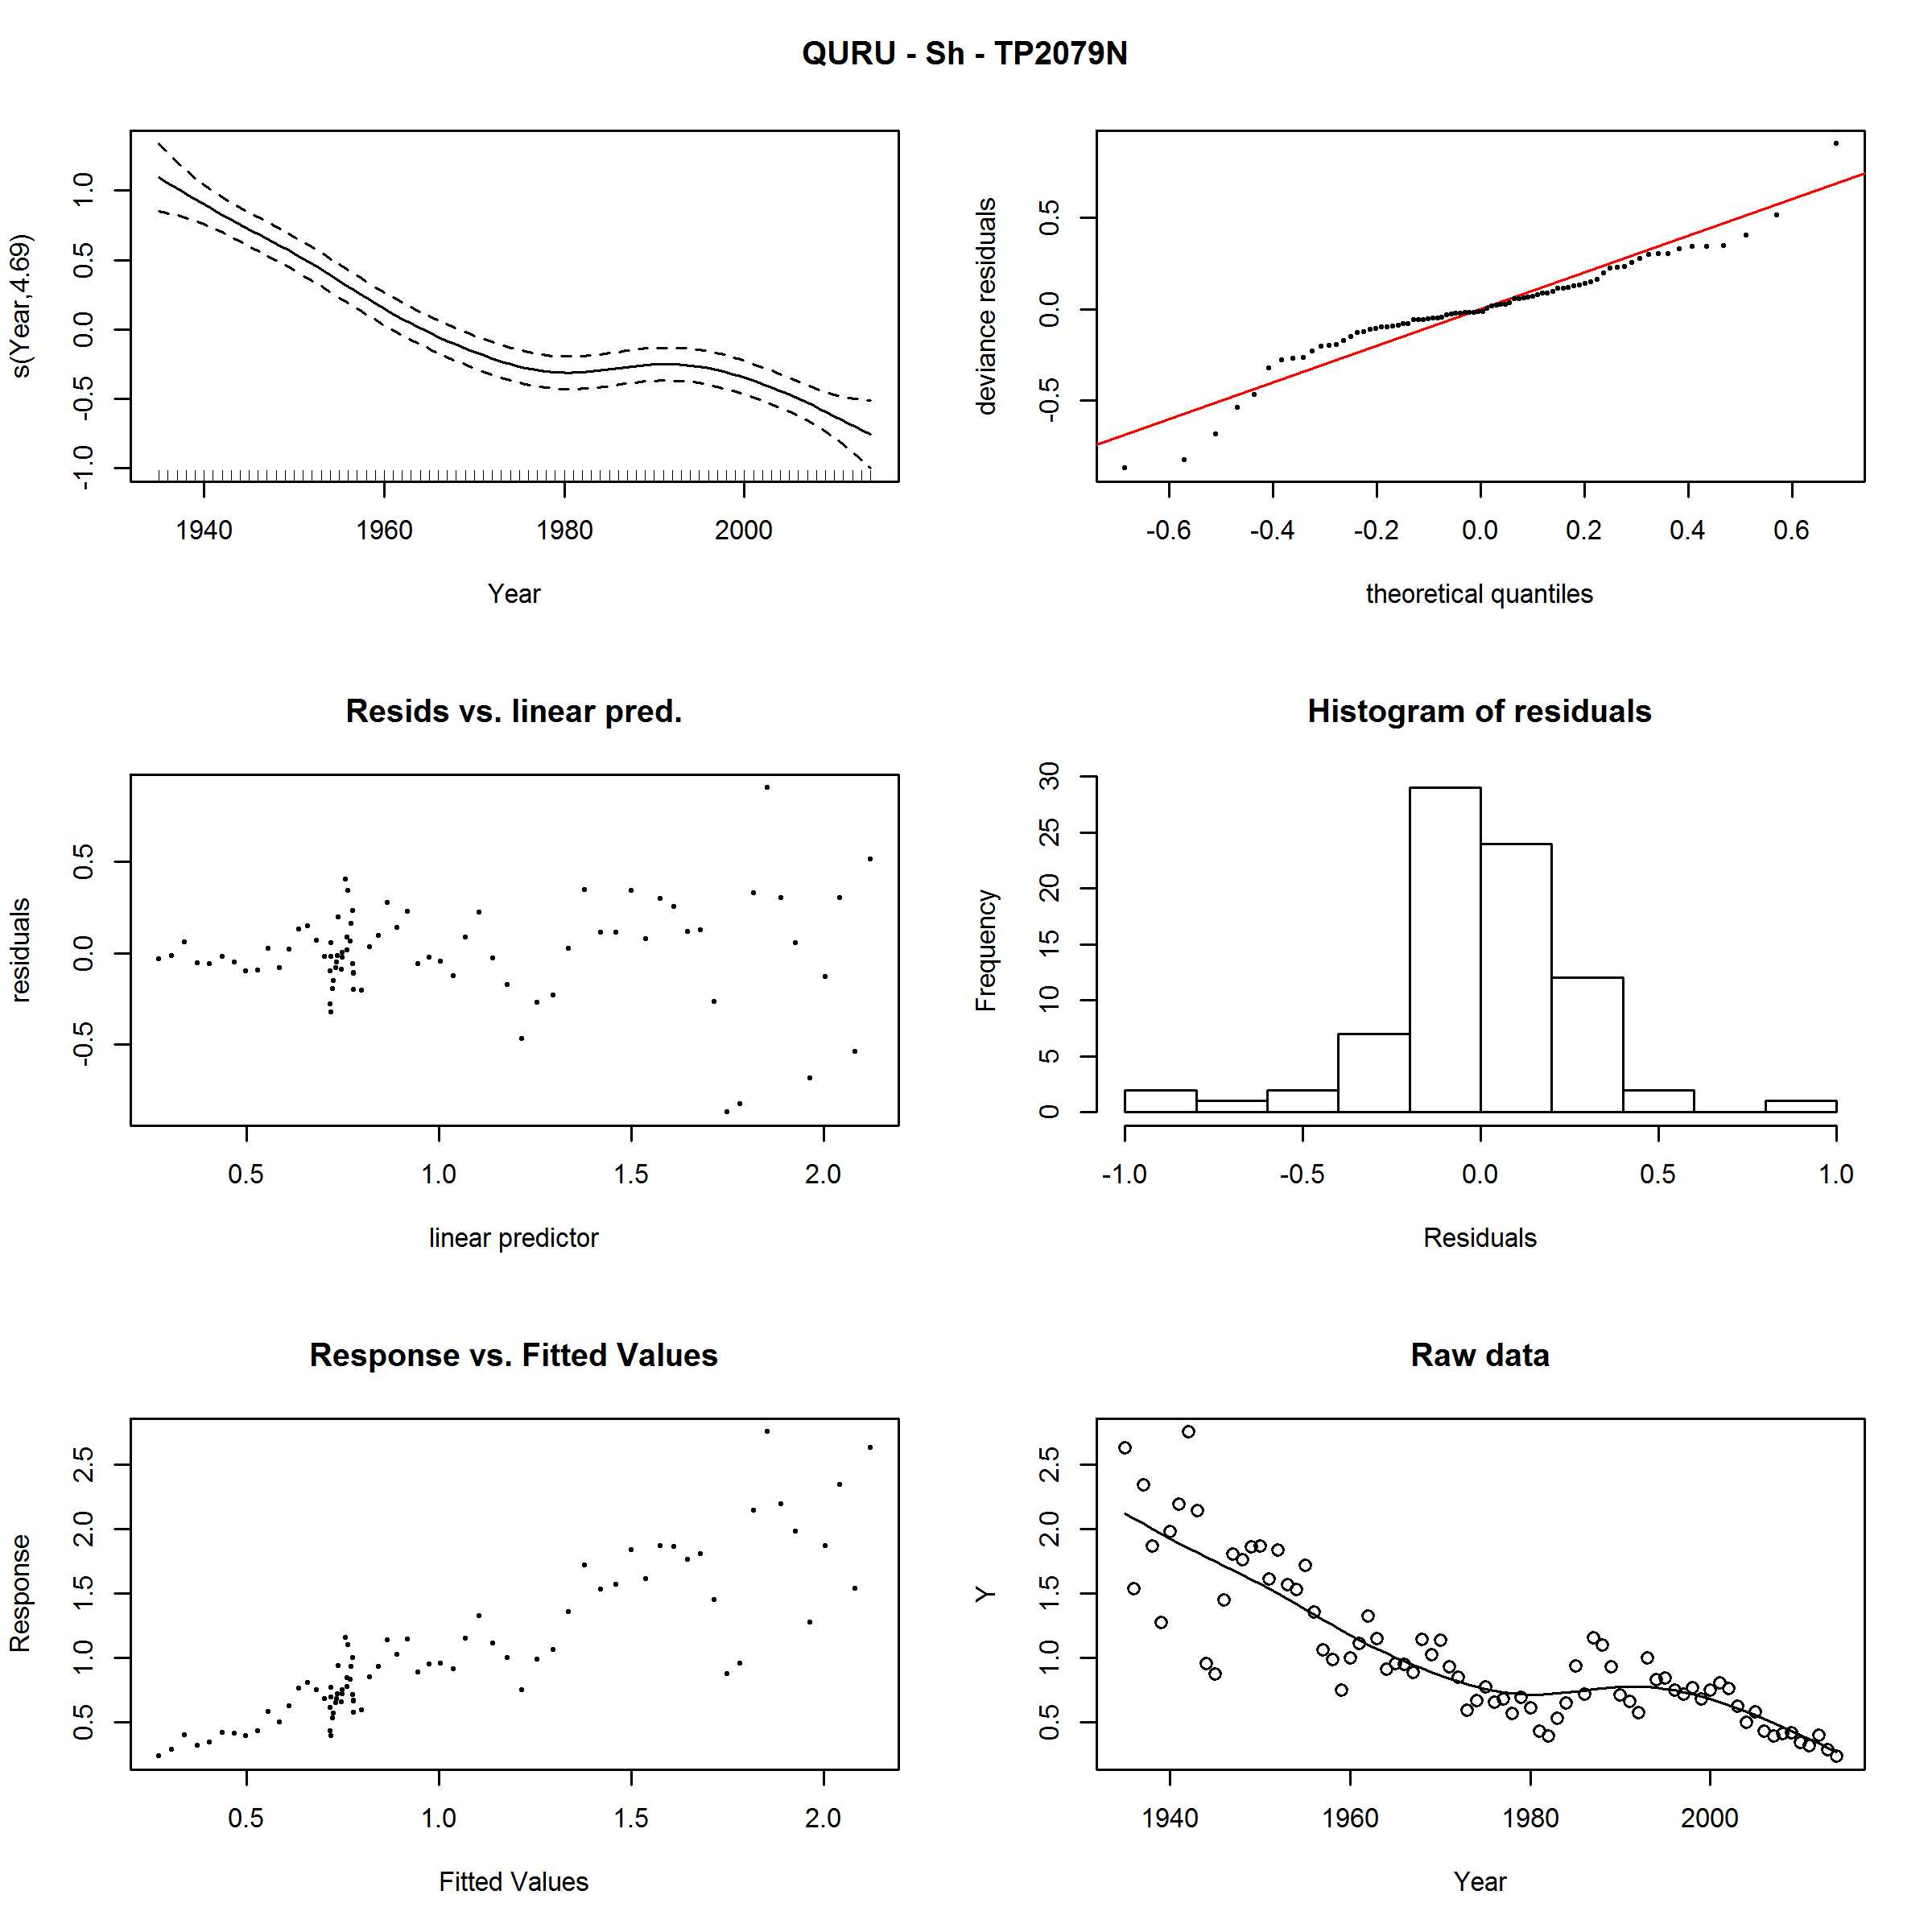 QURU - Sh - TP2079N
s(Year,4.69)
1.0
0.5
0.0
-0.5
-1.0
1940 1960 1980 2000
Year
deviance residuals
0.5
0.0
-0.5
-0.6 -0.4 -0.2 0.0 0.2 0.4 0.6
theoretical quantiles
Resids vs. linear pred.
residuals
0.5
0.0
-0.5
0.5 1.0 1.5 2.0
linear predictor
Histogram of residuals
Frequency
30
25
20
15
10
5
0
-1.0 -0.5 0.0 0.5 1.0
Residuals
Response vs. Fitted Values
Response
2.5
2.0
1.5
1.0
0.5
0.5 1.0 1.5 2.0
Fitted Values
Raw data
Y
2.5
2.0
1.5
1.0
0.5
1940 1960 1980 2000
Year